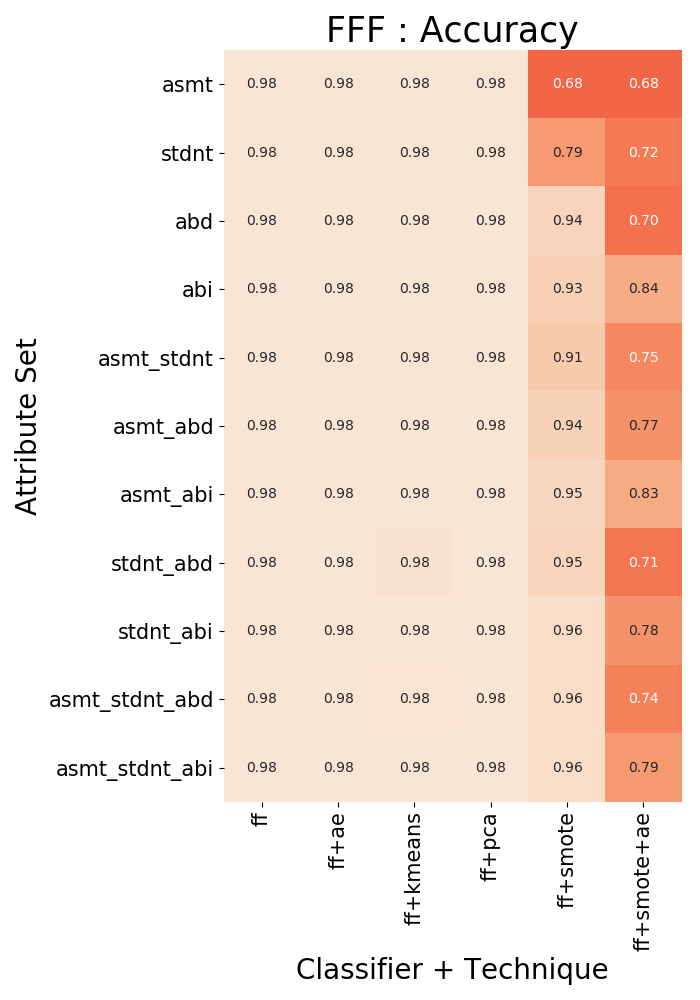 FFF : Accuracy
Attribute Set
asmt 0.98 0.98 0.98 0.98 0.68 0.68
stdnt 0.98 0.98 0.98 0.98 0.79 0.72
abd 0.98 0.98 0.98 0.98 0.94 0.70
abi 0.98 0.98 0.98 0.98 0.93 0.84
asmt_stdnt 0.98 0.98 0.98 0.98 0.91 0.75
asmt_abd 0.98 0.98 0.98 0.98 0.94 0.77
asmt_abi 0.98 0.98 0.98 0.98 0.95 0.83
stdnt_abd 0.98 0.98 0.98 0.98 0.95 0.71
stdnt_abi 0.98 0.98 0.98 0.98 0.96 0.78
asmt_stdnt_abd 0.98 0.98 0.98 0.98 0.96 0.74
asmt_stdnt_abi 0.98 0.98 0.98 0.98 0.96 0.79
ff
ff+ae
ff+kmeans
ff+pca
ff+smote
ff+smote+ae
Classifier + Technique